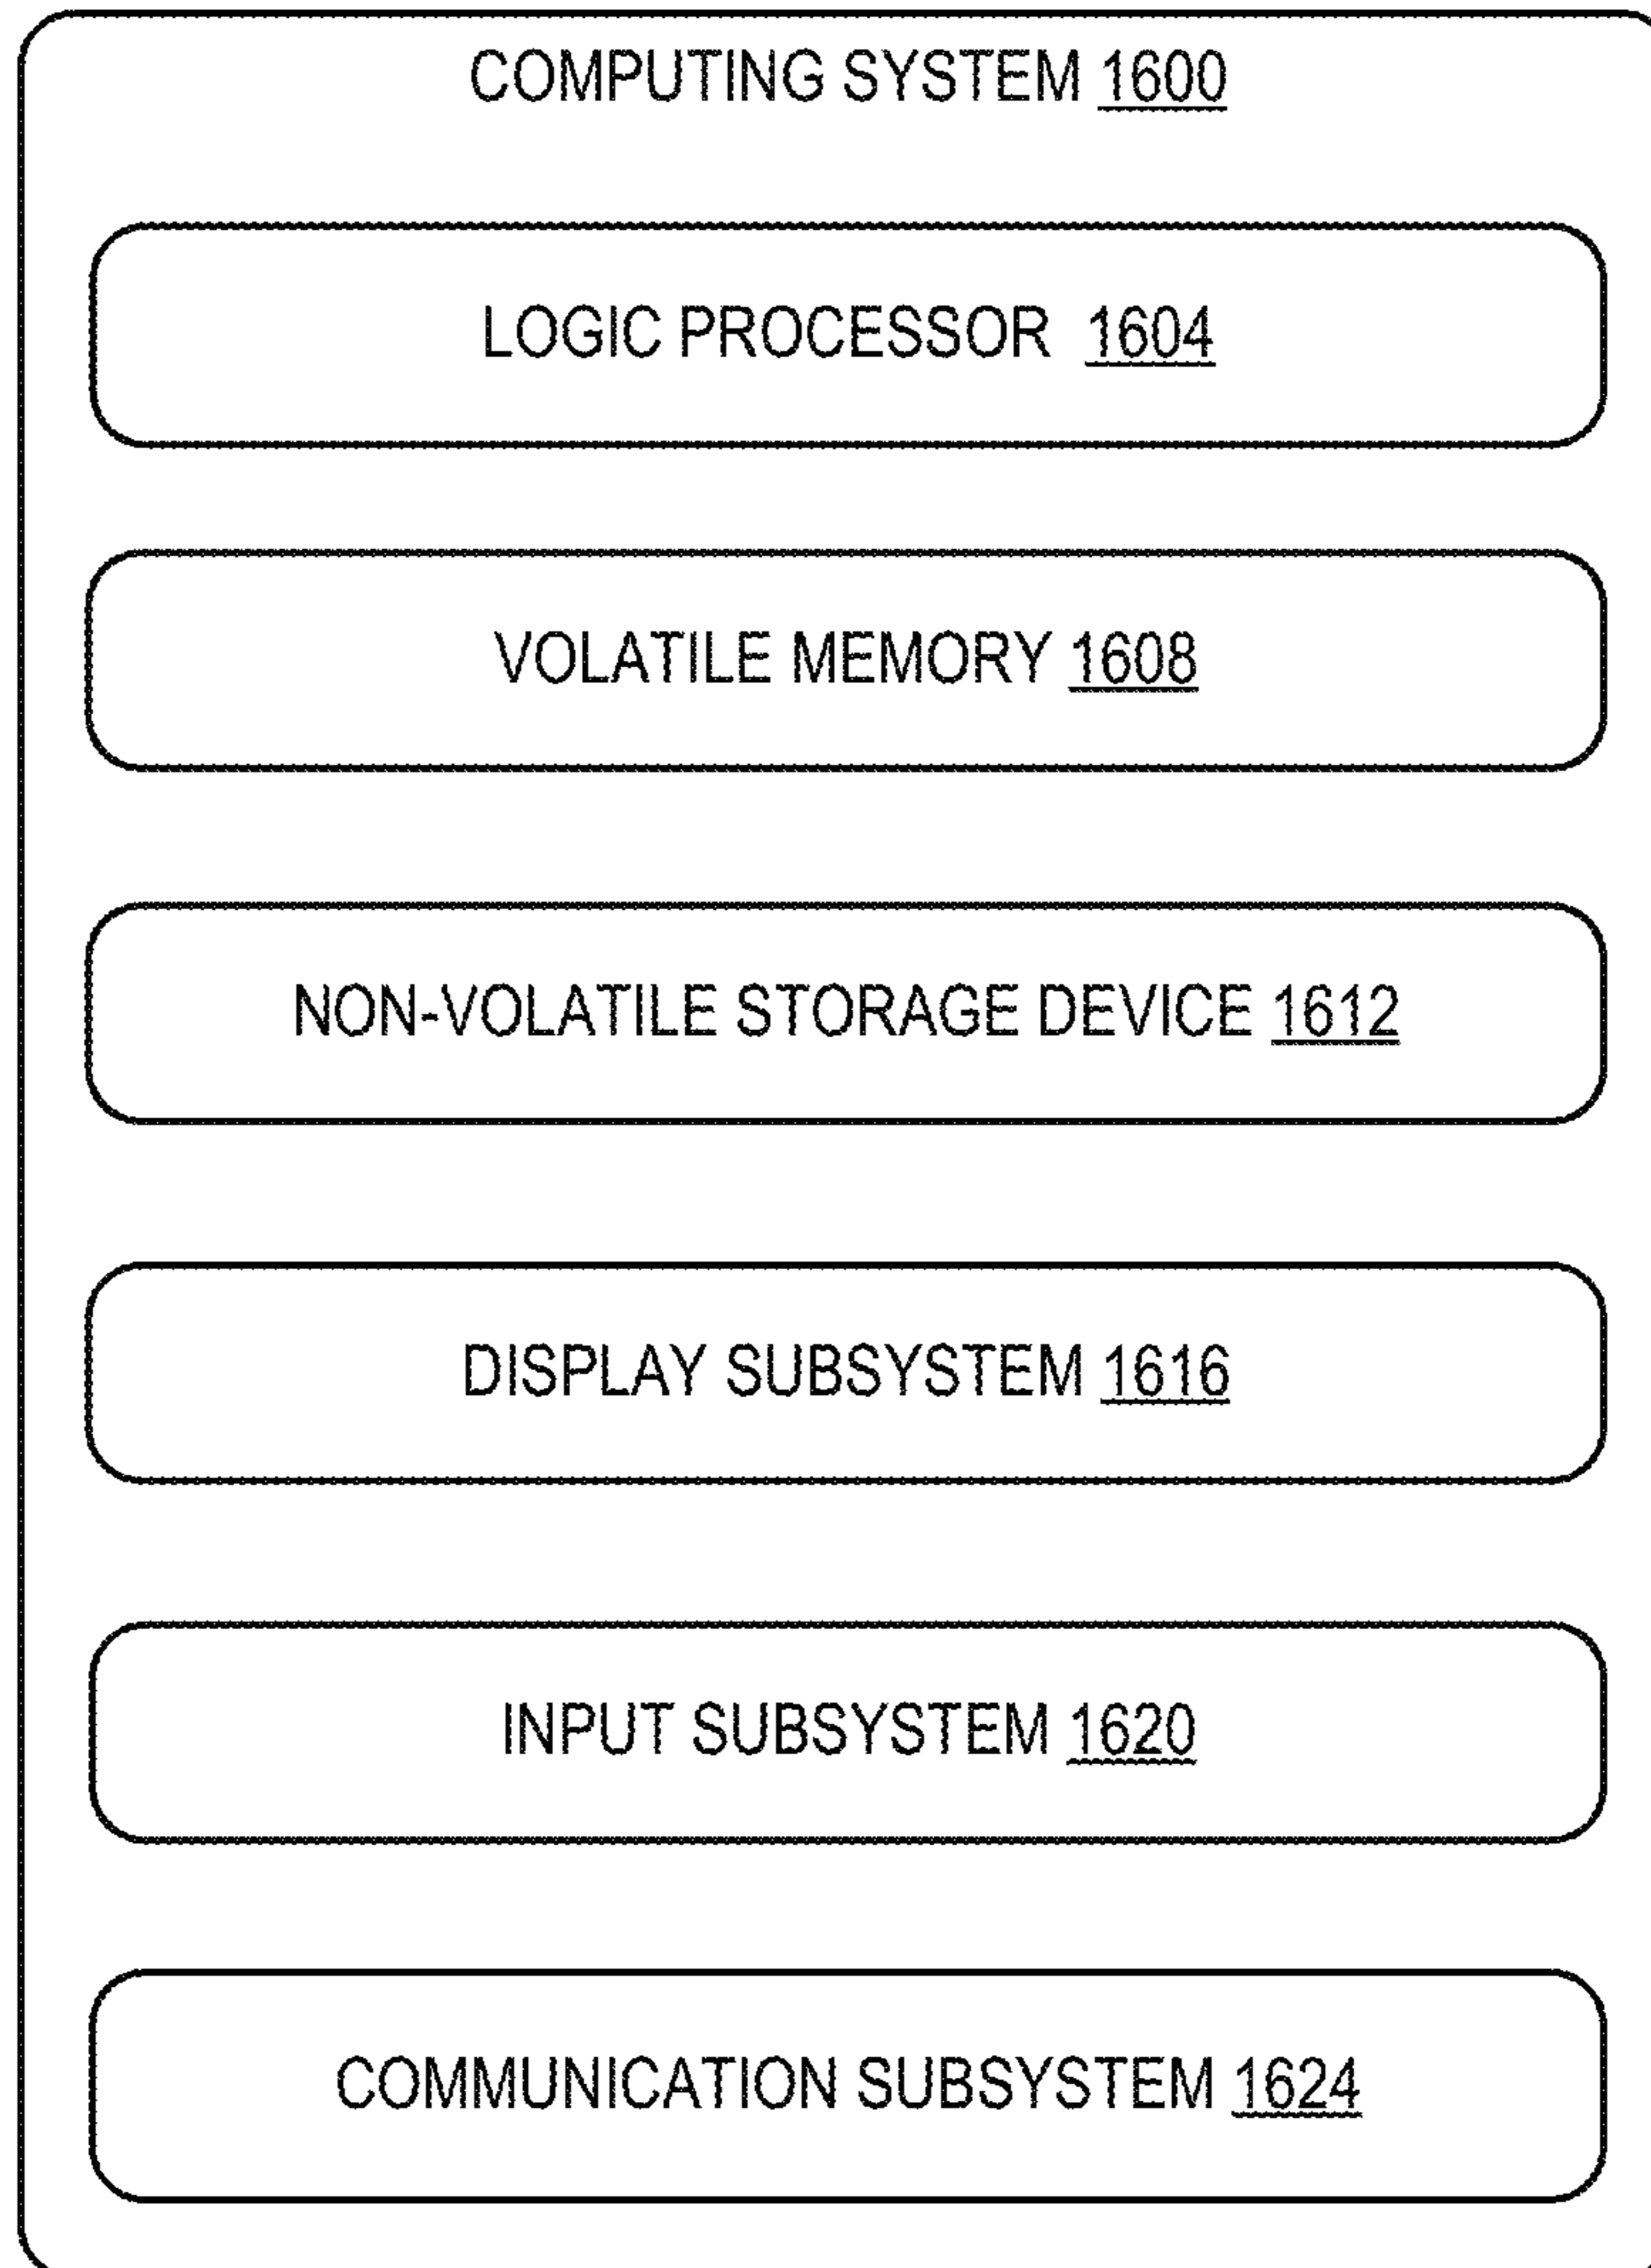 COMPUTING SYSTEM 1600
LOGIC PROCESSOR 1604
VOLATILE MEMORY 1608
NON-VOLATILE STORAGE DEVICE 1612
DISPLAY SUBSYSTEM 1616
INPUT SUBSYSTEM 1620
COMMUNICATION SUBSYSTEM 1624